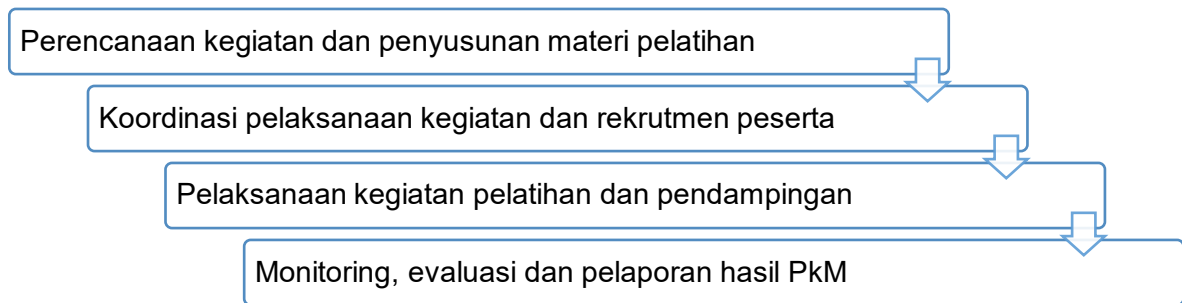 Perencanaan kegiatan dan penyusunan materi pelatihan
Koordinasi pelaksanaan kegiatan dan rekrutmen peserta
Pelaksanaan kegiatan pelatihan dan pendampingan
Monitoring, evaluasi dan pelaporan hasil PkM